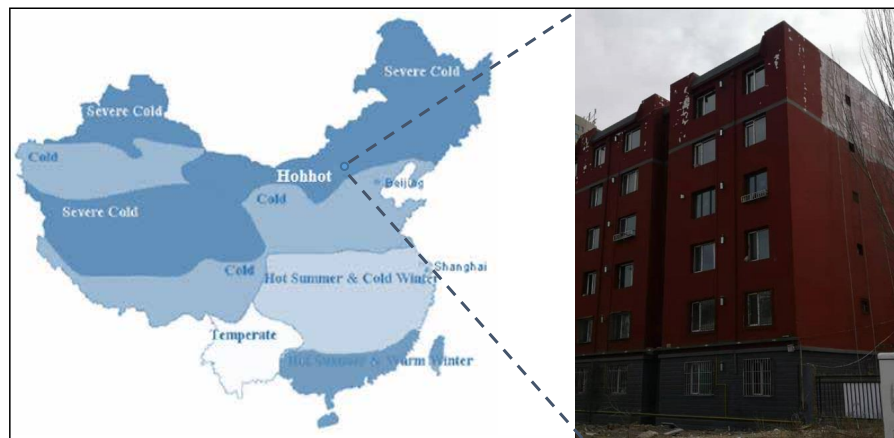 Severe Cold
Severe Cold
Cold
Hohhot
Beijing
Cold
Severe Cold
Cold
Shanghai
Hot Summer & Cold Winter
Temperate
Hot Summer & Warm Winter